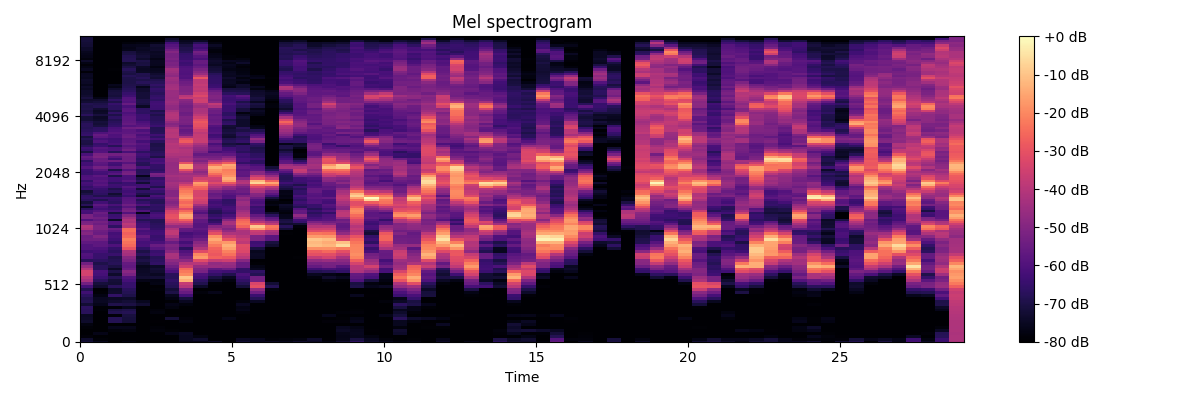 Mel spectrogram
8192
4096
2048
1024
512
0
Hz
0 5 10 15 20 25
Time
+0 dB
-10 dB
-20 dB
-30 dB
-40 dB
-50 dB
-60 dB
-70 dB
-80 dB